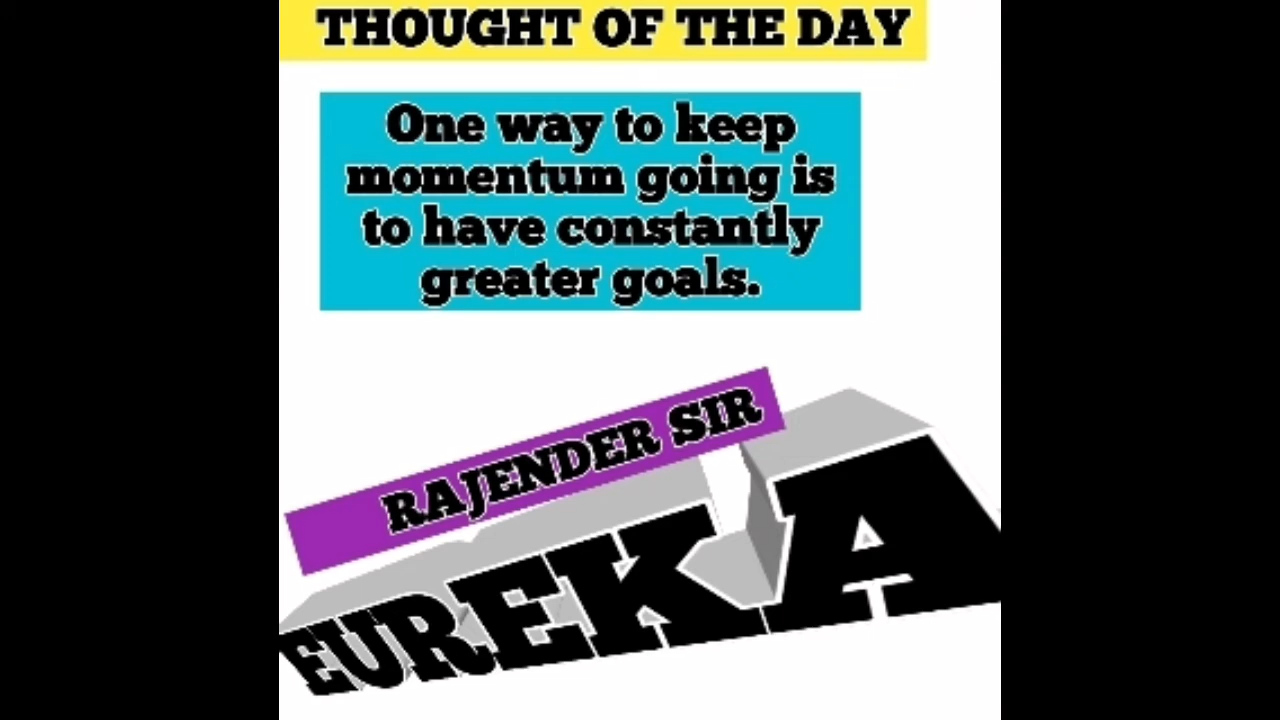 THOUGHT OF THE DAY
One way to keep
momentum going is
to have constantly
greater goals.
RAJENDER SIR
EUREKA